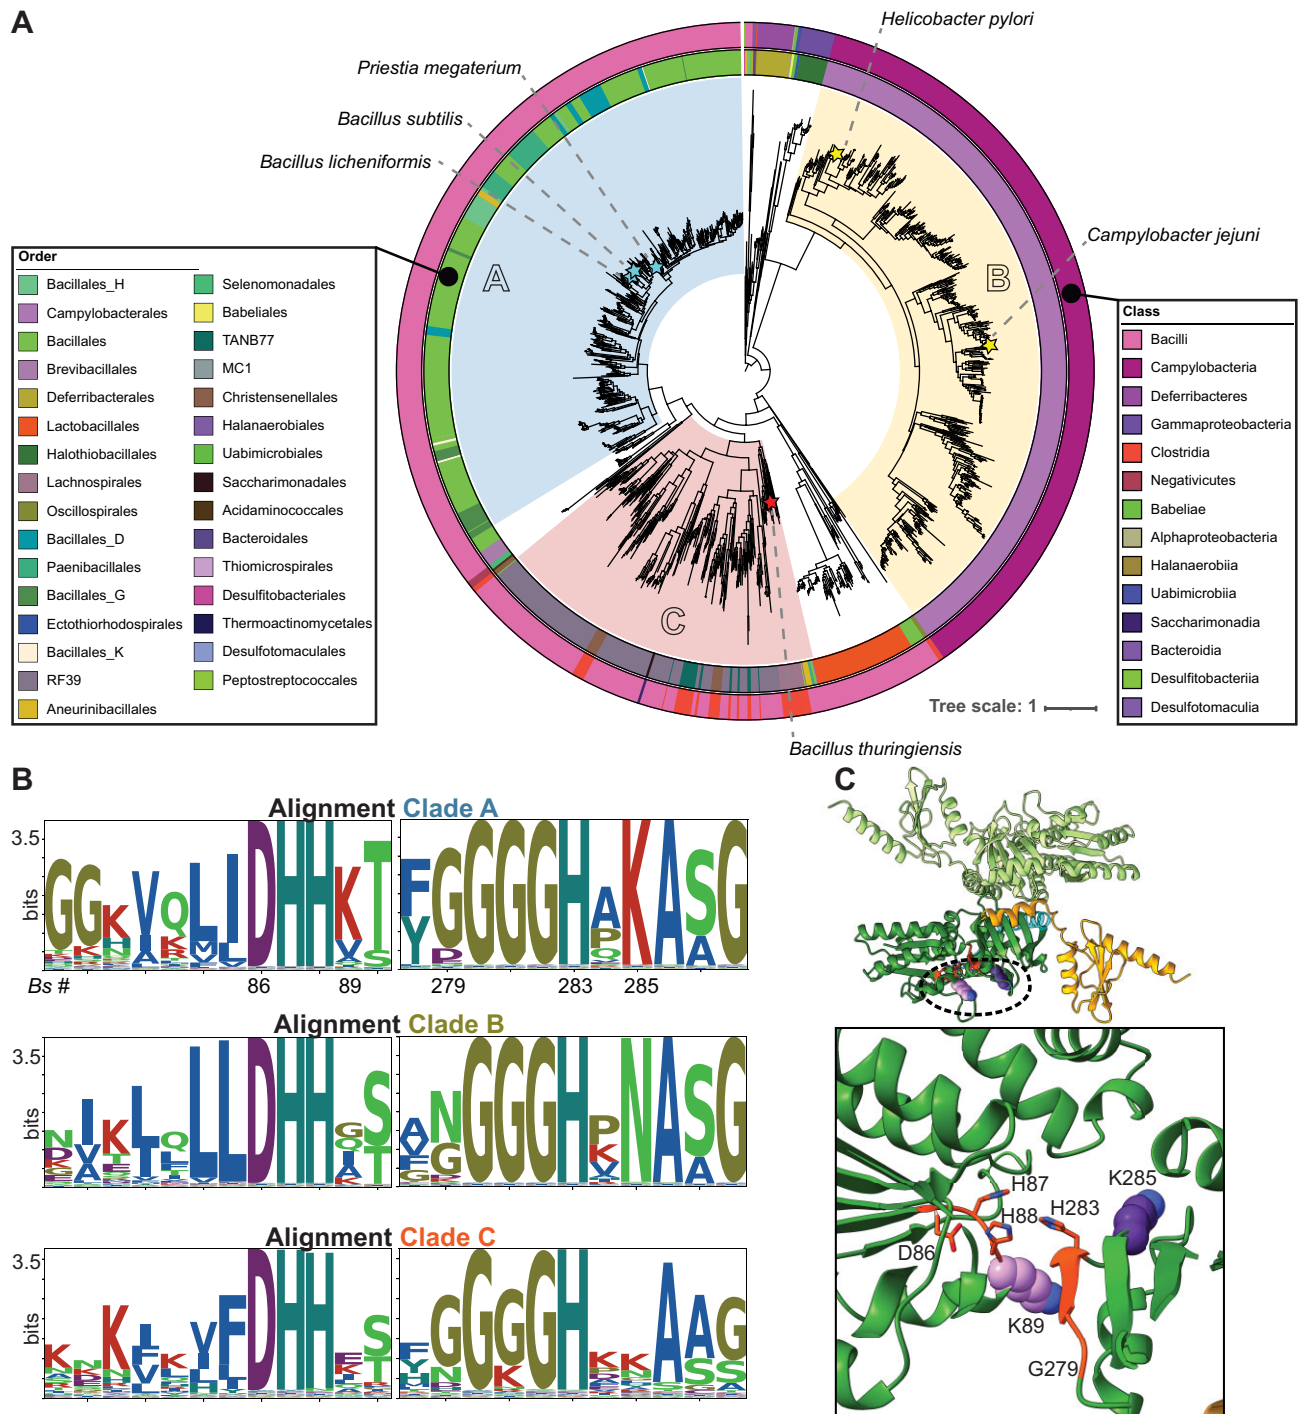 A
Helicobacter pylori
Priestia megaterium
Bacillus subtilis
Bacillus licheniformis
Campylobacter jejuni
A
B
C
Order
Bacillales_H
Campylobacterales
Bacillales
Brevibacillales
Deferribacterales
Lactobacillales
Halothiobacillales
Lachnospirales
Oscillospirales
Bacillales_D
Paenibacillales
Bacillales_G
Ectothiorhodospirales
Bacillales_K
RF39
Aneurinibacillales
Selenomonadales
Babeliales
TANB77
MC1
Christensenellales
Halanaerobiales
Uabimicrobiales
Saccharimonadales
Acidaminococcales
Bacteroidales
Thiomicrospirales
Desulfitobacteriales
Thermoactinomycetales
Desulfotomaculales
Peptostreptococcales
Class
Bacilli
Campylobacteria
Deferribacteres
Gammaproteobacteria
Clostridia
Negativicutes
Babeliae
Alphaproteobacteria
Halanaerobiia
Uabimicrobiia
Saccharimonadia
Bacteroidia
Desulfitobacteriia
Desulfotomaculia
Tree scale: 1
Bacillus thuringiensis
B
Alignment Clade A
3.5
bits
Bs #
86
89
279
283
285
Alignment Clade B
3.5
bits
Alignment Clade C
3.5
bits
C
H87
K285
H88
H283
D86
K89
G279